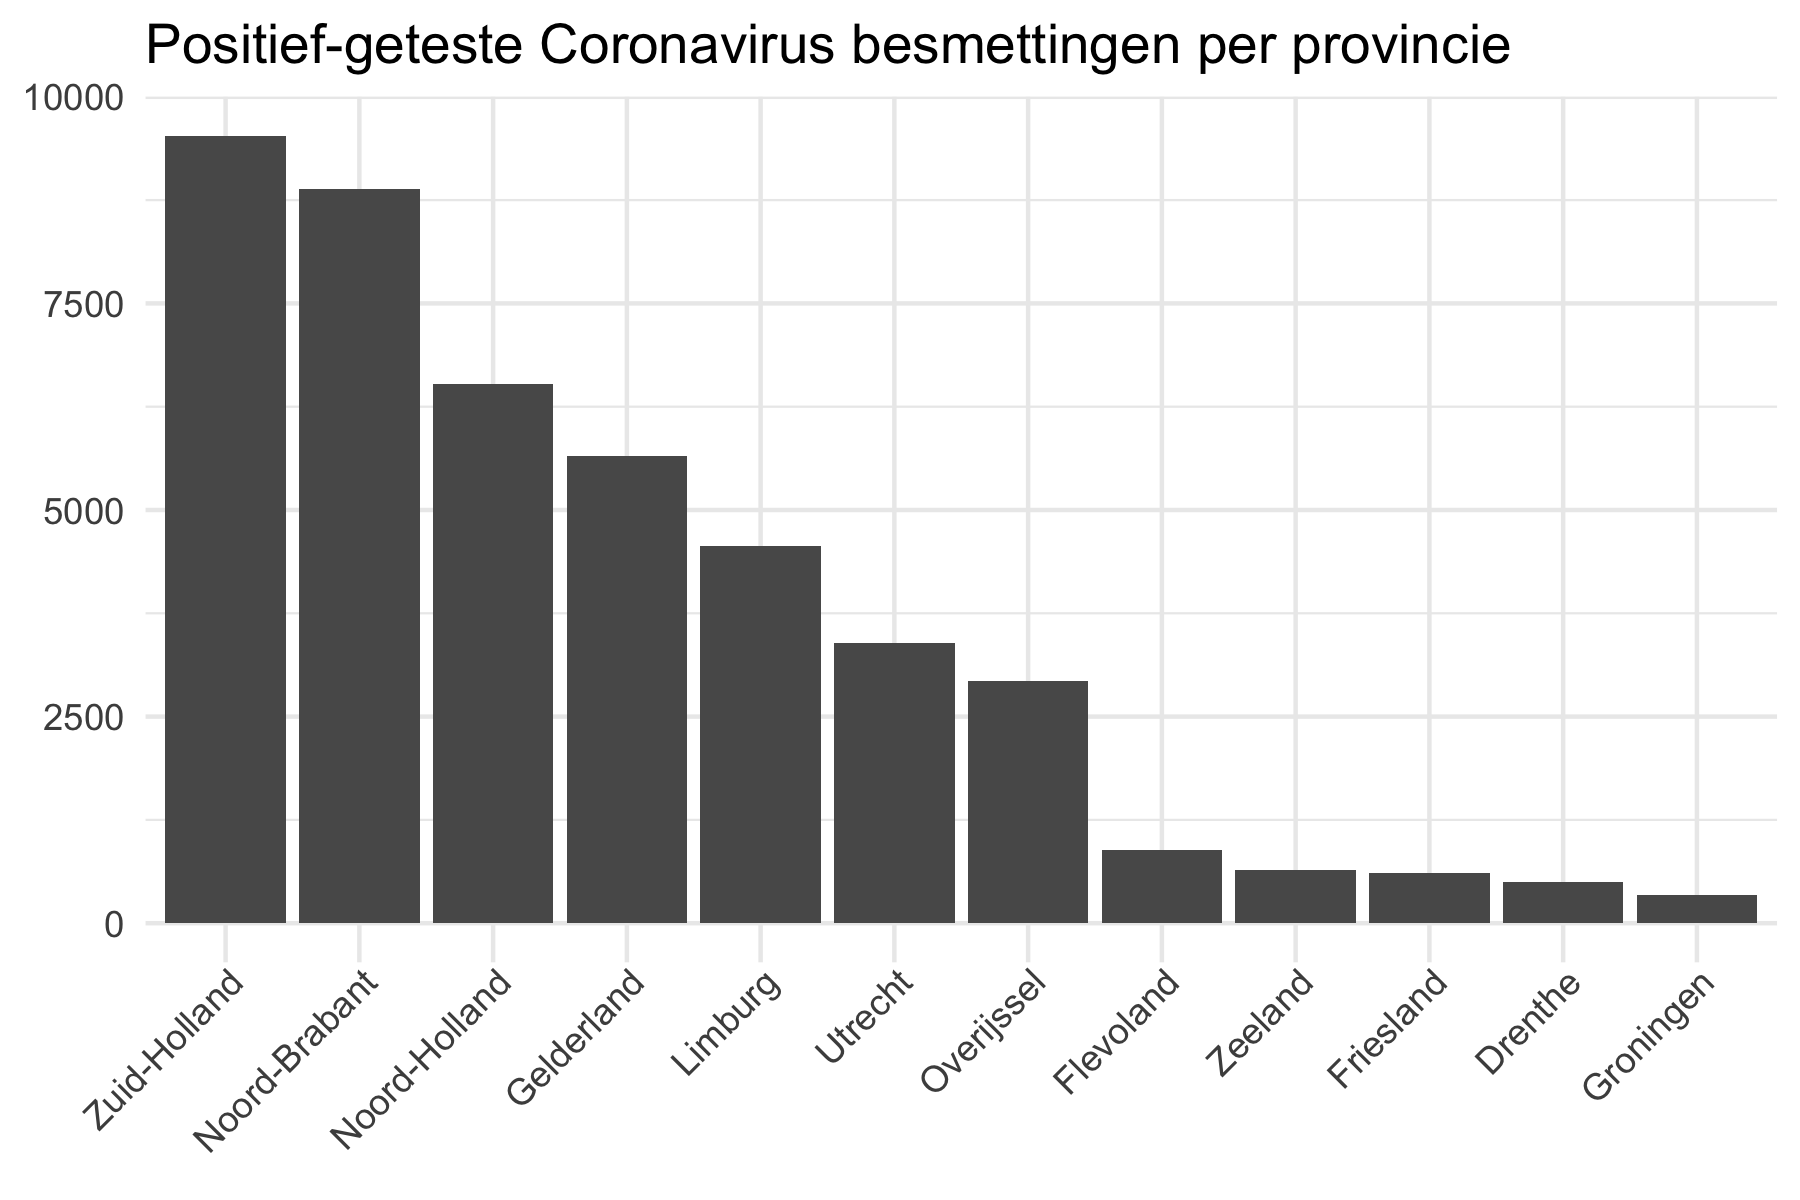 Positief-geteste Coronavirus besmettingen per provincie
10000
7500
5000
2500
0
Zuid-Holland
Noord-Brabant
Noord-Holland
Gelderland
Limburg
Utrecht
Overijssel
Flevoland
Zeeland
Friesland
Drenthe
Groningen